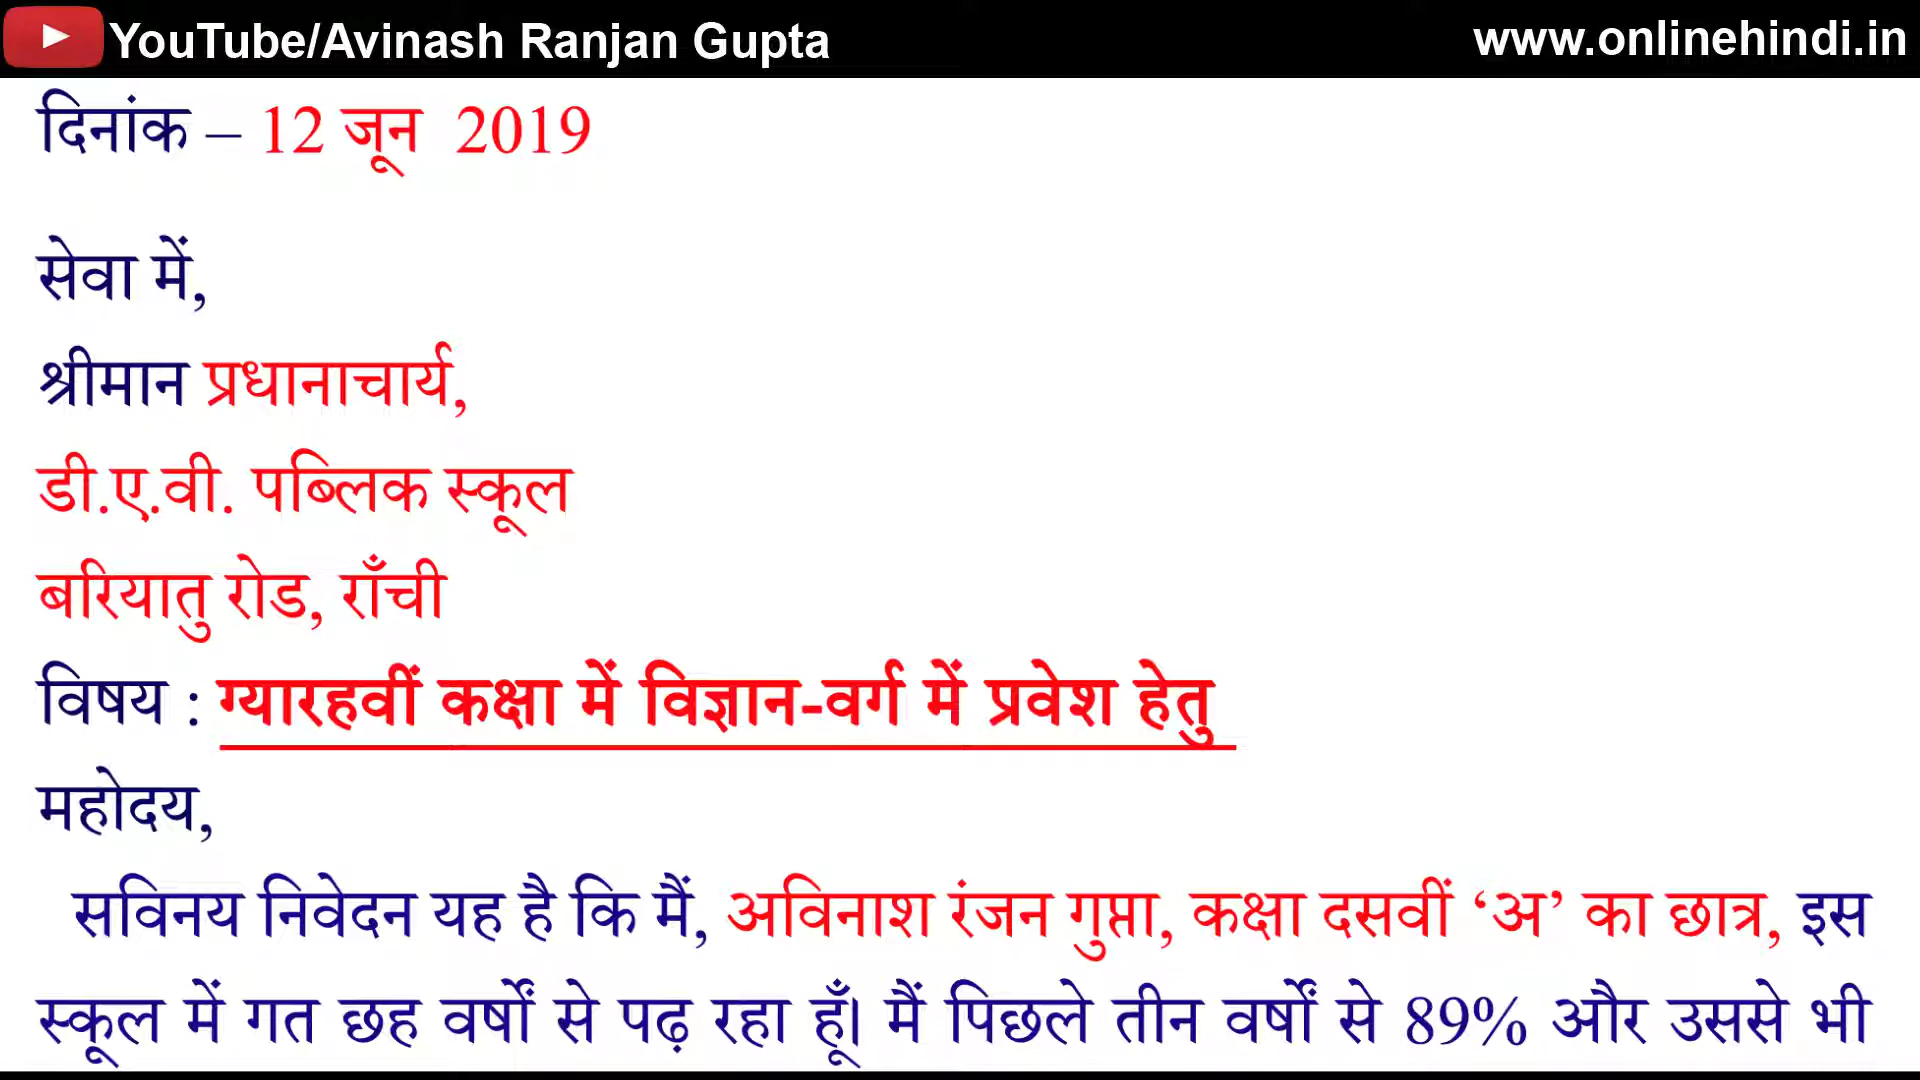 YouTube/Avinash Ranjan Gupta www.onlinehindi.in
दिनांक – 12 जून 2019
सेवा में,
श्रीमान प्रधानाचार्य,
डी.ए.वी. पब्लिक स्कूल
बरियातु रोड, राँची
विषय : ग्यारहवीं कक्षा में विज्ञान-वर्ग में प्रवेश हेतु
महोदय,
सविनय निवेदन यह है कि मैं, अविनाश रंजन गुप्ता, कक्षा दसवीं ‘अ’ का छात्र, इस
स्कूल में गत छह वर्षों से पढ़ रहा हूँ। मैं पिछले तीन वर्षों से 89% और उससे भी